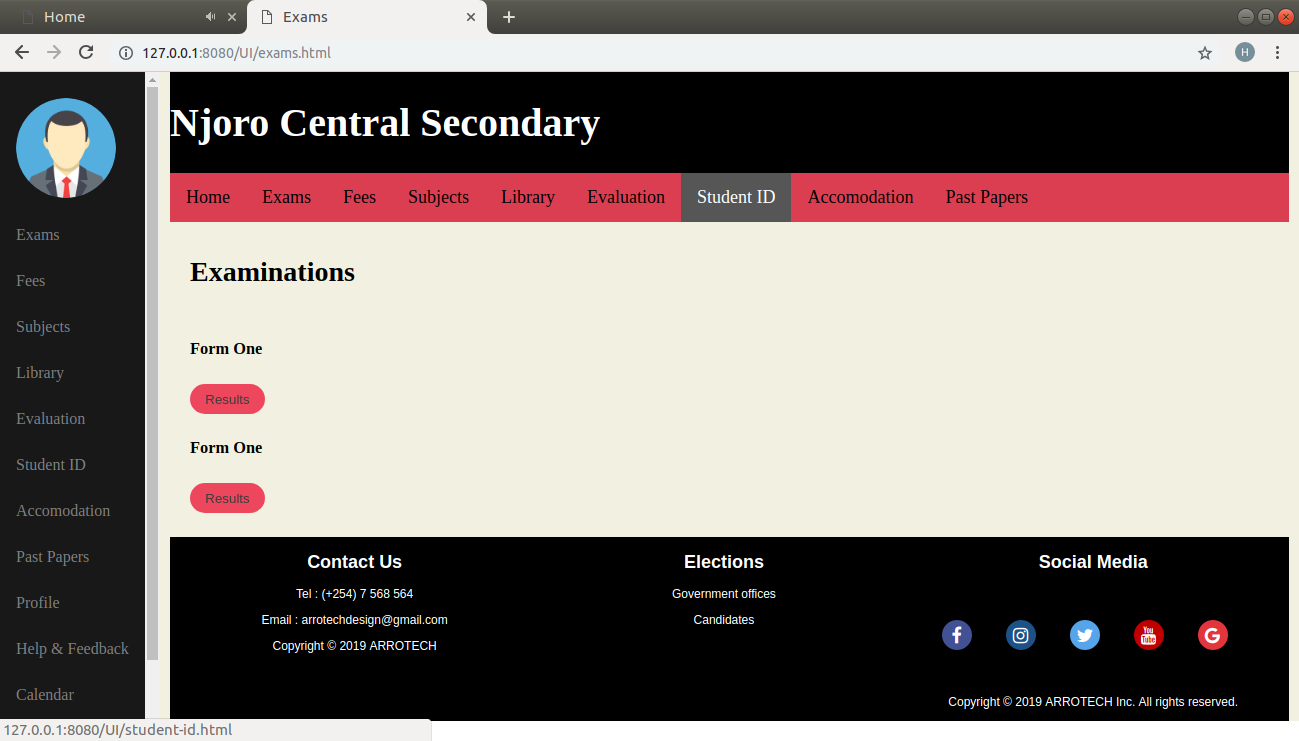 Home
Exams
127.0.0.1:8080/UI/exams.html
H
Njoro Central Secondary
Home Exams Fees Subjects Library Evaluation Student ID Accomodation Past Papers
Exams
Fees
Subjects
Library
Evaluation
Student ID
Accomodation
Past Papers
Profile
Help & Feedback
Calendar
Examinations
Form One
Results
Form One
Results
Contact Us
Tel : (+254) 7 568 564
Email : arrotechdesign@gmail.com
Copyright © 2019 ARROTECH
Elections
Government offices
Candidates
Social Media
f
You
Tube
G
Copyright © 2019 ARROTECH Inc. All rights reserved.
127.0.0.1:8080/UI/student-id.html